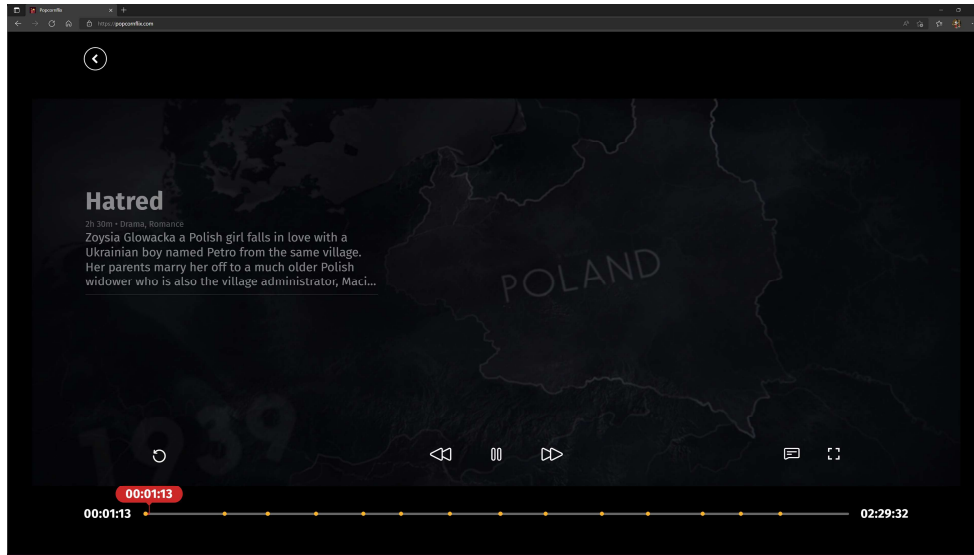 Popcornflix
https://popcornflix.com
Hatred
2h 30m • Drama, Romance
Zoysia Glowacka a Polish girl falls in love with a
Ukrainian boy named Petro from the same village.
Her parents marry her off to a much older Polish
widower who is also the village administrator, Maci...
POLAND
1939
00:01:13
00:01:13
02:29:32